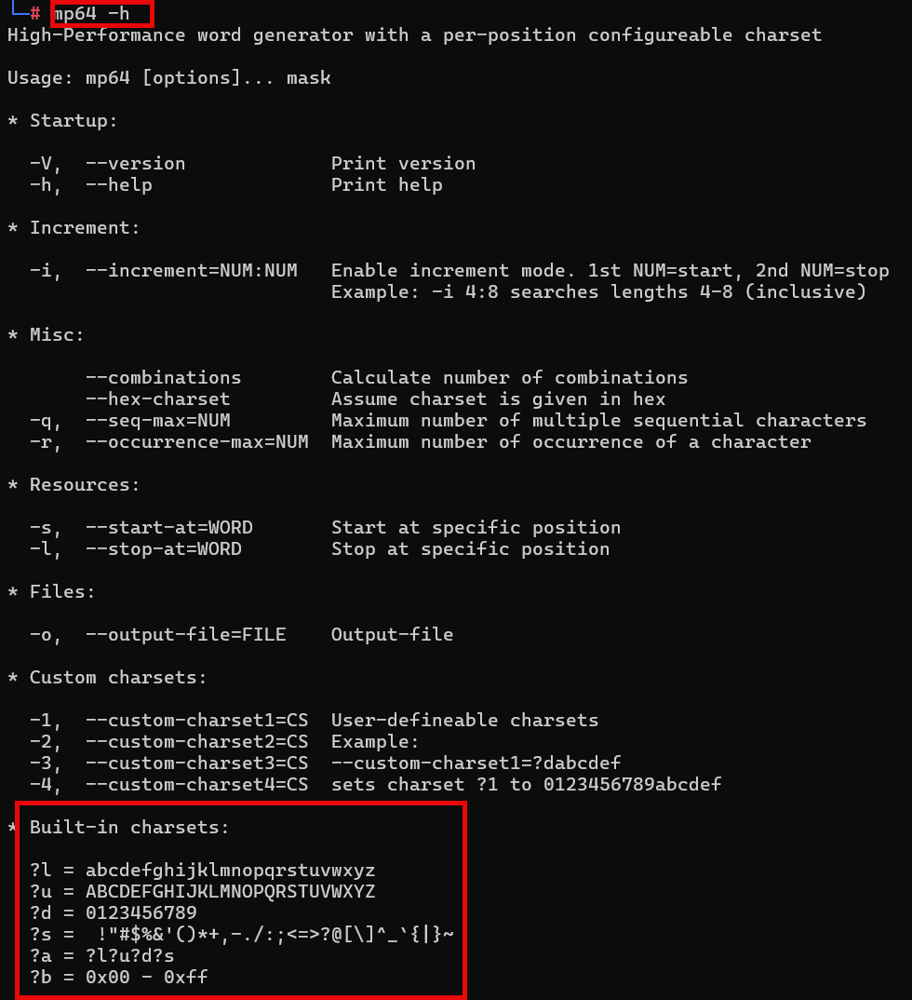 └─# mp64 -h
High-Performance word generator with a per-position configureable charset
Usage: mp64 [options]... mask
* Startup:
-V, --version Print version
-h, --help Print help
* Increment:
-i, --increment=NUM:NUM Enable increment mode. 1st NUM=start, 2nd NUM=stop
Example: -i 4:8 searches lengths 4-8 (inclusive)
* Misc:
--combinations Calculate number of combinations
--hex-charset Assume charset is given in hex
-q, --seq-max=NUM Maximum number of multiple sequential characters
-r, --occurrence-max=NUM Maximum number of occurrence of a character
* Resources:
-s, --start-at=WORD Start at specific position
-l, --stop-at=WORD Stop at specific position
* Files:
-o, --output-file=FILE Output-file
* Custom charsets:
-1, --custom-charset1=CS User-defineable charsets
-2, --custom-charset2=CS Example:
-3, --custom-charset3=CS --custom-charset1=?dabcdef
-4, --custom-charset4=CS sets charset ?1 to 0123456789abcdef
* Built-in charsets:
?l = abcdefghijklmnopqrstuvwxyz
?u = ABCDEFGHIJKLMNOPQRSTUVWXYZ
?d = 0123456789
?s =  !"#$%&'()*+,-./:;<=>?@[\]^_`{|}~
?a = ?l?u?d?s
?b = 0x00 - 0xff